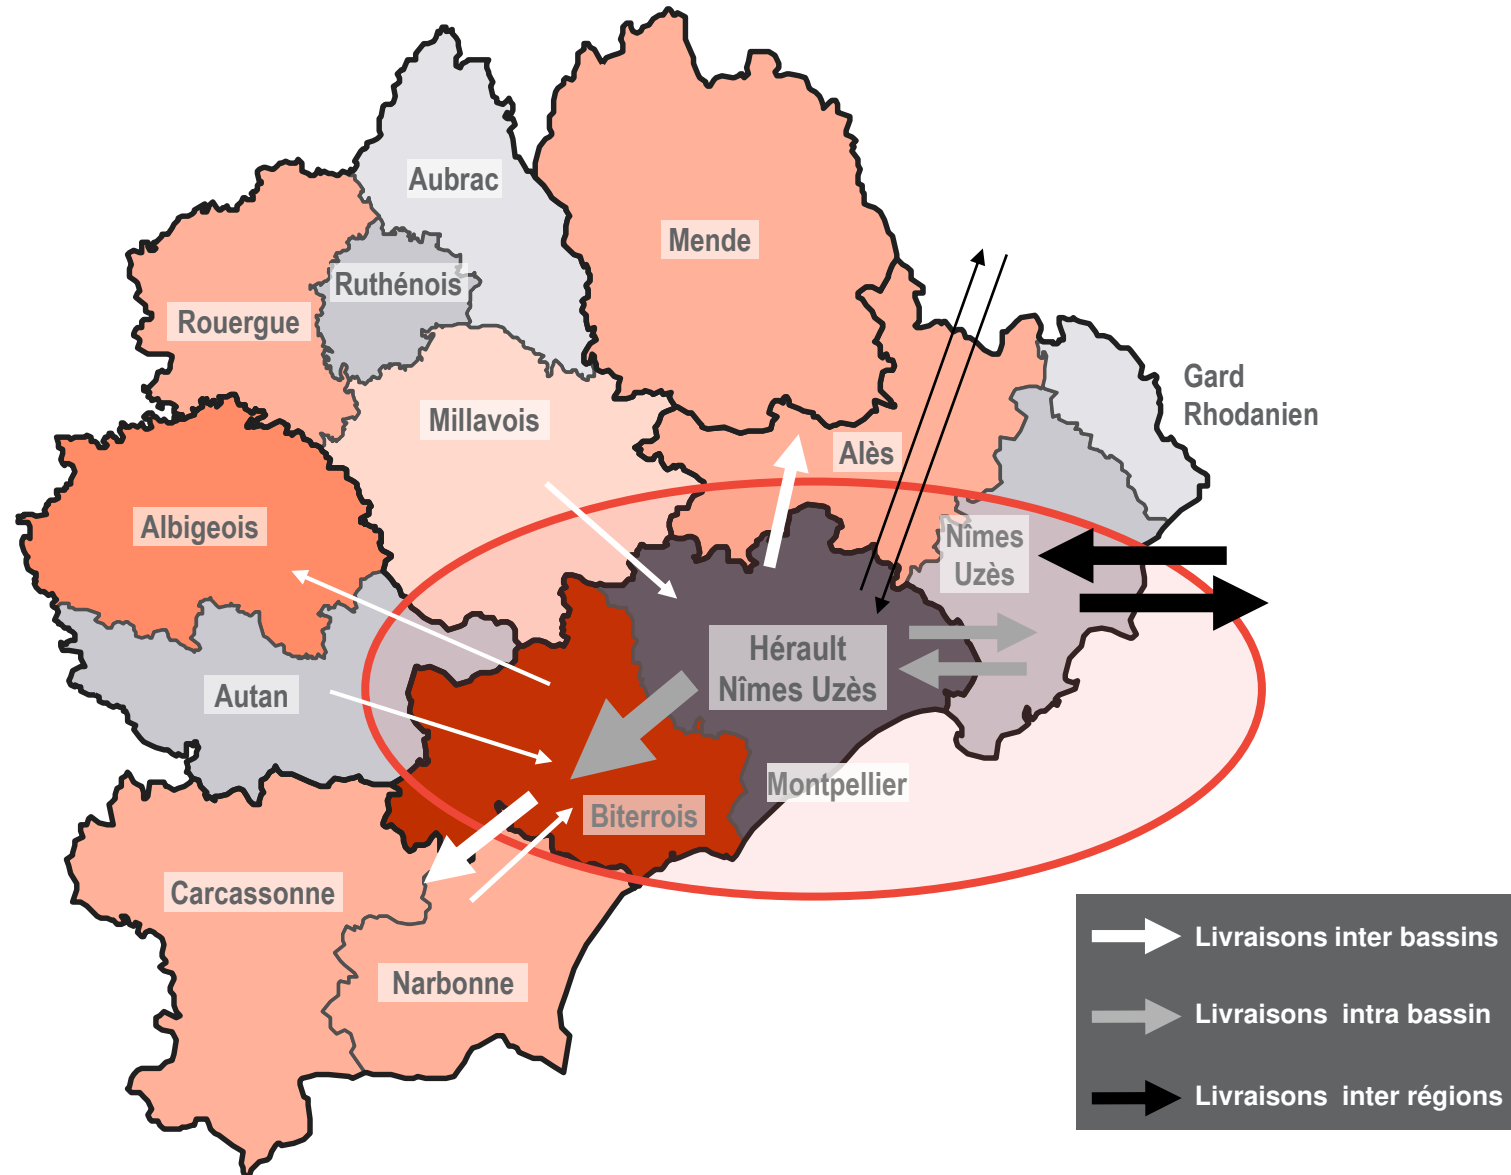 Aubrac
Mende
Ruthénois
Rouergue
Gard
Rhodanien
Millavois
Alès
Albigeois
Nîmes
Uzès
Hérault
Nîmes Uzès
Autan
Montpellier
Biterrois
Carcassonne
Narbonne
Livraisons inter bassins
Livraisons intra bassin
Livraisons inter régions